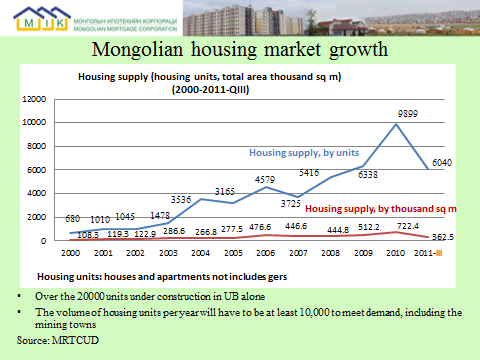 МОНГОЛЫН ИПОТЕКИЙН КОРПОРАЦИ
MONGOLIAN MORTGAGE CORPORATION
М И К
Mongolian housing market growth
Housing supply (housing units, total area thousand sq m)
(2000-2011-QIII)
12000
10000
8000
6000
4000
2000
0
9899
Housing supply, by units
6040
6338
5416
4579
3725
3165
3536
1478
1045
1010
680
Housing supply, by thousand sq m
108.3 119.3 122.9 286.6 266.8 277.5 476.6 446.6 444.8 512.2 722.4 362.5
2000 2001 2002 2003 2004 2005 2006 2007 2008 2009 2010 2011-III
Housing units: houses and apartments not includes gers
• Over the 20000 units under construction in UB alone
• The volume of housing units per year will have to be at least 10,000 to meet demand, including the
mining towns
Source: MRTCUD